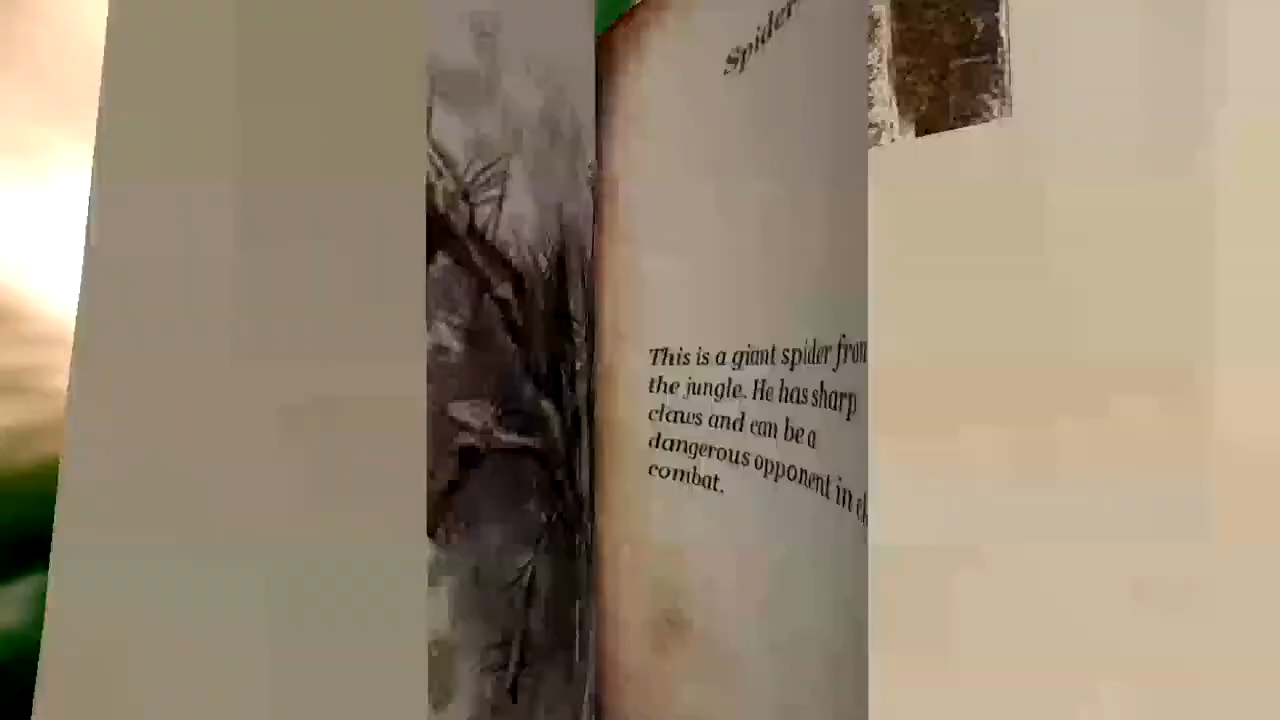 Spider
This is a giant spider from
the jungle. He has sharp
claws and can be a
dangerous opponent in
combat.